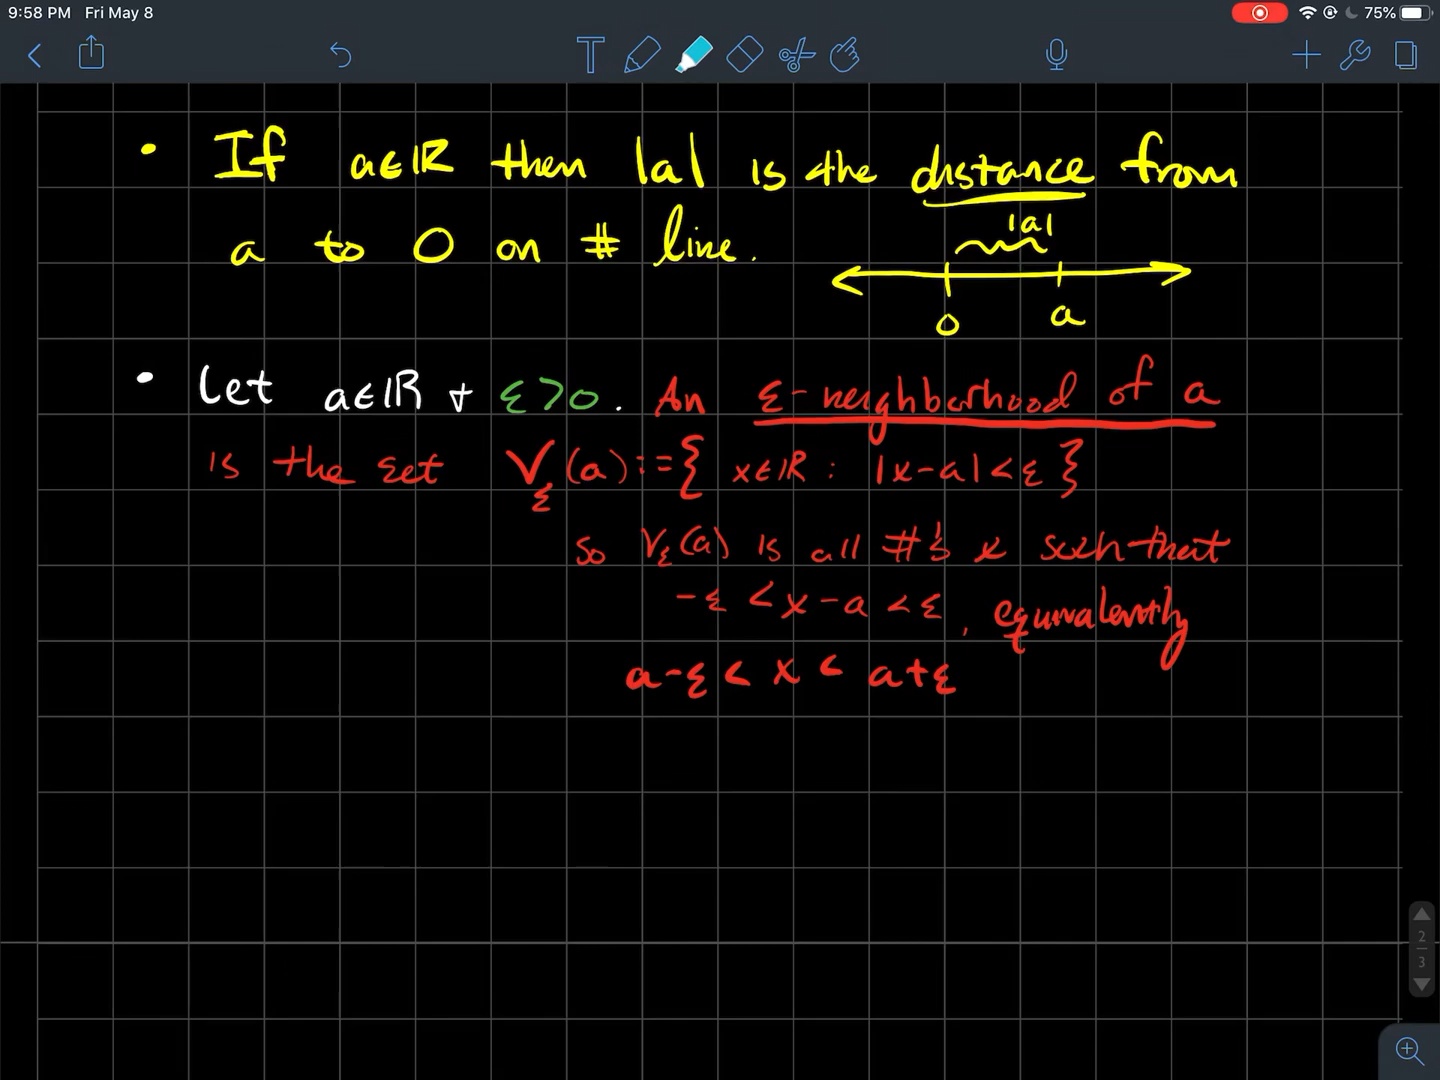 9:58 PM Fri May 8 75%
• If a∈ℝ then |a| is the distance from
a to 0 on # line.
|a|
0 a
• Let a∈ℝ + ε>0. An ε-neighborhood of a
is the set V_ε(a) := { x∈ℝ : |x-a|<ε }
so V_ε(a) is all #'s x such that
-ε < x-a < ε, equivalently
a-ε < x < a+ε
2
3